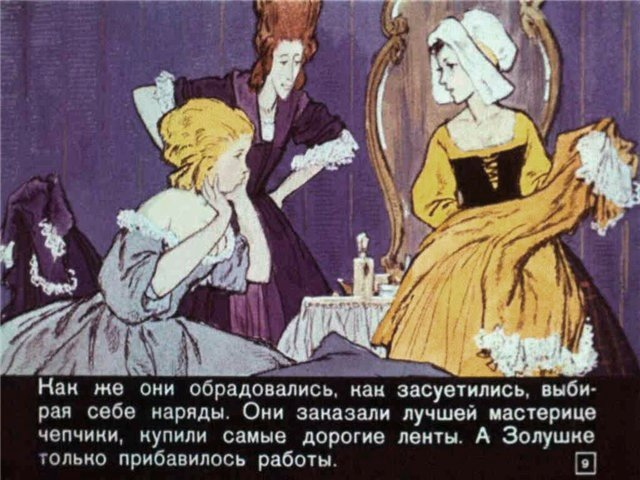 Как же они обрадовались, как засуетились, выби-
рая себе наряды. Они заказали лучшей мастерице
чепчики, купили самые дорогие ленты. А Золушке
только прибавилось работы.
9